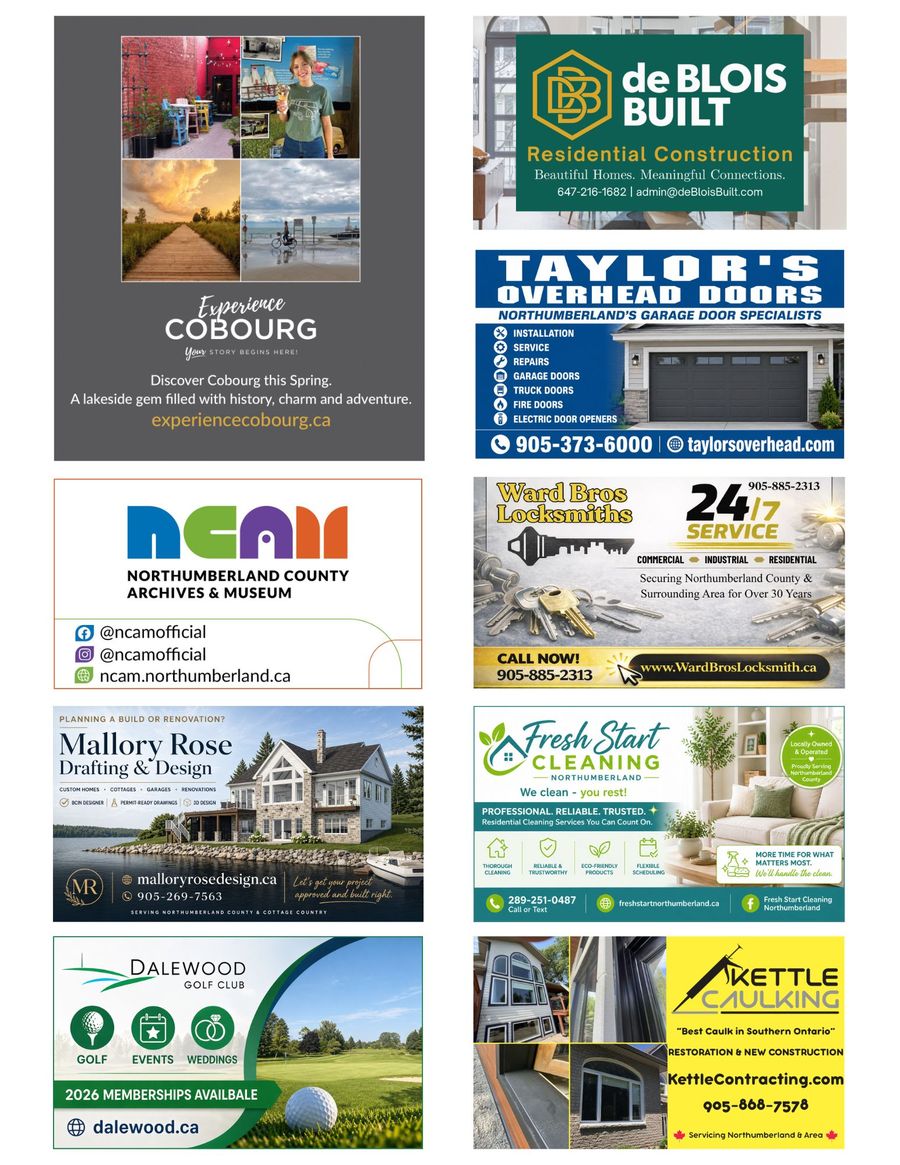 Experience
COBOURG
Your STORY BEGINS HERE!
Discover Cobourg this Spring.
A lakeside gem filled with history, charm and adventure.
experiencecobourg.ca
NCAM
NORTHUMBERLAND COUNTY
ARCHIVES & MUSEUM
@ncamofficial
@ncamofficial
ncam.northumberland.ca
PLANNING A BUILD OR RENOVATION?
Mallory Rose
Drafting & Design
CUSTOM HOMES • COTTAGES • GARAGES • RENOVATIONS
BCIN DESIGNER | PERMIT-READY DRAWINGS | 3D DESIGN
MR
malloryrosedesign.ca
905-269-7563
Let's get your project
approved and built right.
SERVING NORTHUMBERLAND COUNTY & COTTAGE COUNTRY
DALEWOOD
GOLF CLUB
GOLF EVENTS WEDDINGS
2026 MEMBERSHIPS AVAILBALE
dalewood.ca
DBB
de BLOIS
BUILT
Residential Construction
Beautiful Homes. Meaningful Connections.
647-216-1682 | admin@deBloisBuilt.com
TAYLOR'S
OVERHEAD DOORS
NORTHUMBERLAND'S GARAGE DOOR SPECIALISTS
INSTALLATION
SERVICE
REPAIRS
GARAGE DOORS
TRUCK DOORS
FIRE DOORS
ELECTRIC DOOR OPENERS
905-373-6000 | taylorsoverhead.com
Ward Bros
Locksmiths
905-885-2313
24/7
SERVICE
COMMERCIAL INDUSTRIAL RESIDENTIAL
Securing Northumberland County &
Surrounding Area for Over 30 Years
CALL NOW!
905-885-2313
www.WardBrosLocksmith.ca
Fresh Start
CLEANING
NORTHUMBERLAND
We clean - you rest!
PROFESSIONAL. RELIABLE. TRUSTED.
Residential Cleaning Services You Can Count On.
THOROUGH
CLEANING
RELIABLE &
TRUSTWORTHY
ECO-FRIENDLY
PRODUCTS
FLEXIBLE
SCHEDULING
Locally Owned
& Operated
Proudly Serving
Northumberland
County
MORE TIME FOR WHAT
MATTERS MOST.
We'll handle the clean.
289-251-0487
Call or Text
freshstartnorthumberland.ca
Fresh Start Cleaning
Northumberland
KETTLE
CAULKING
"Best Caulk in Southern Ontario"
RESTORATION & NEW CONSTRUCTION
KettleContracting.com
905-868-7578
Servicing Northumberland & Area